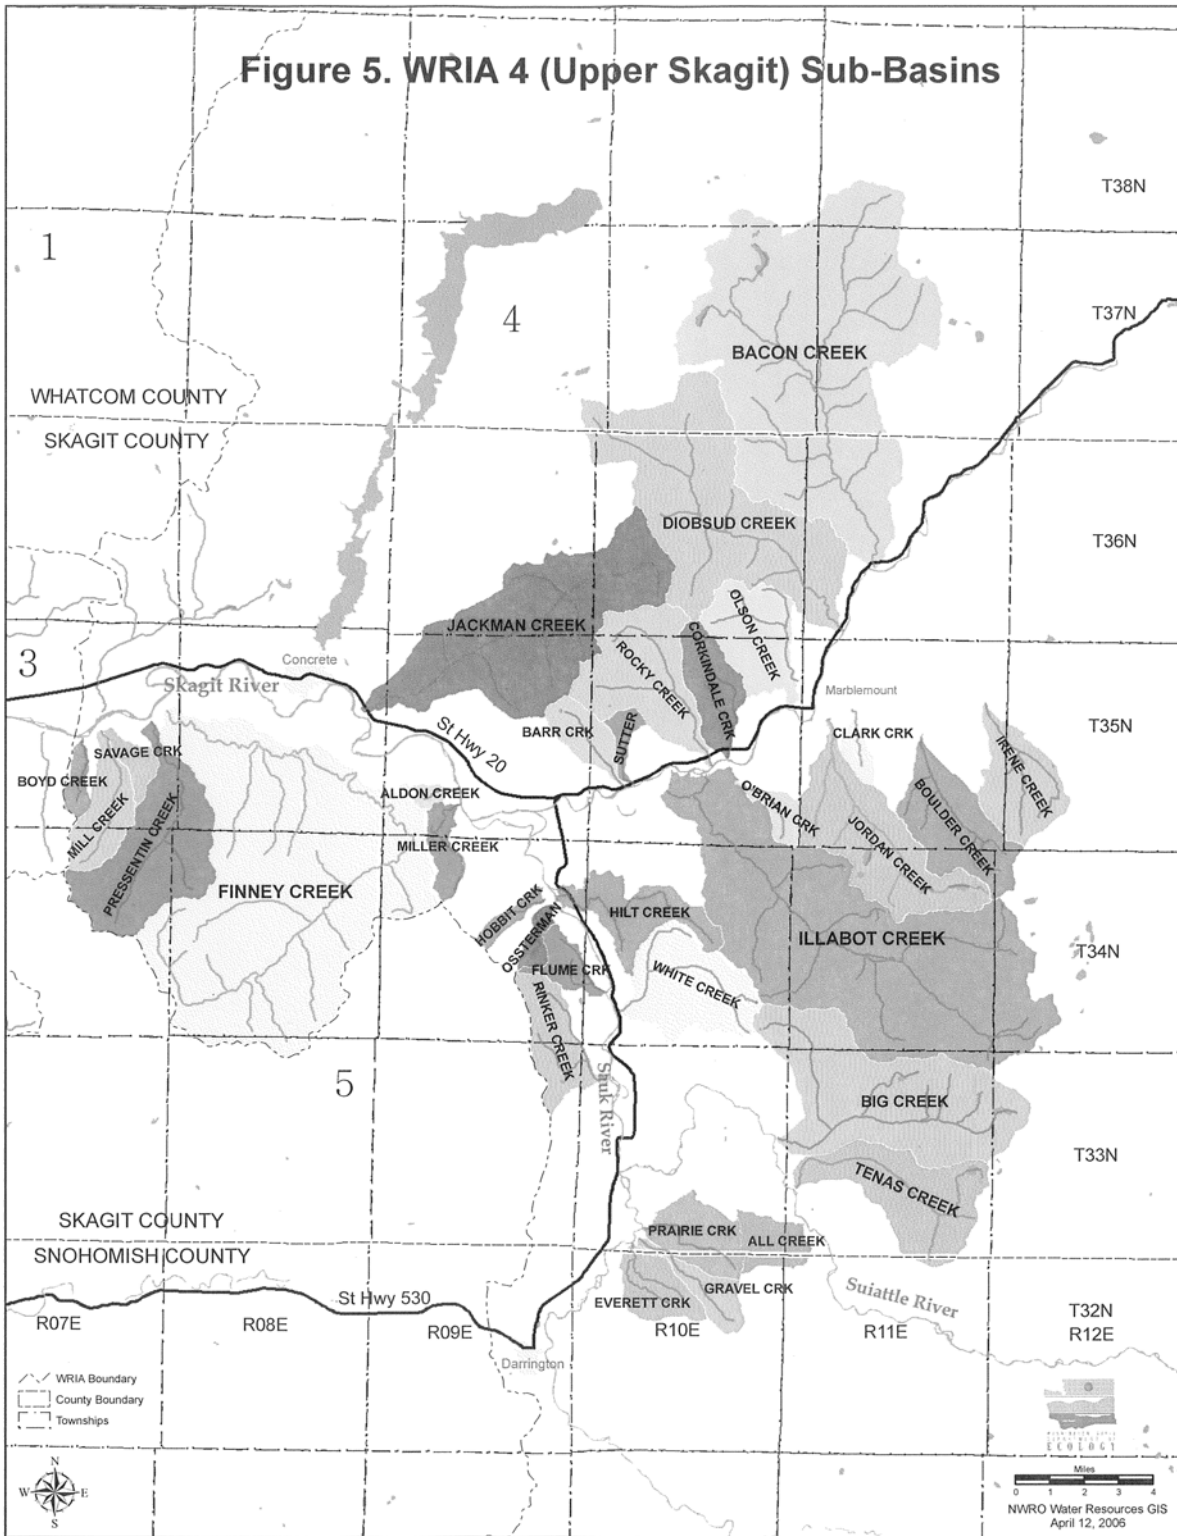 Figure 5. WRIA 4 (Upper Skagit) Sub-Basins
T38N
1
T37N
4
BACON CREEK
WHATCOM COUNTY
SKAGIT COUNTY
DIOBSUD CREEK
T36N
OLSON CREEK
JACKMAN CREEK
CORKINDALE CRK
ROCKY CREEK
3
Concrete
Skagit River
Marblemount
St Hwy 20
BARR CRK
SUTTER
CLARK CRK
T35N
IRENE CREEK
SAVAGE CRK
BOYD CREEK
ALDON CREEK
O'BRIAN CRK
BOULDER CREEK
MILL CREEK
JORDAN CREEK
MILLER CREEK
PRESSENTIN CREEK
FINNEY CREEK
HOBBIT CRK
HILT CREEK
OSSTERMAN
ILLABOT CREEK
T34N
FLUME CRK
WHITE CREEK
RINKER CREEK
5
Sauk River
BIG CREEK
T33N
TENAS CREEK
SKAGIT COUNTY
SNOHOMISH COUNTY
PRAIRIE CRK
ALL CREEK
GRAVEL CRK
EVERETT CRK
Suiattle River
St Hwy 530
T32N
R07E
R08E
R09E
R10E
R11E
R12E
Darrington
WRIA Boundary
County Boundary
Townships
WASHINGTON STATE
DEPARTMENT OF
ECOLOGY
N
W
E
S
Miles
0 1 2 3 4
NWRO Water Resources GIS
April 12, 2006